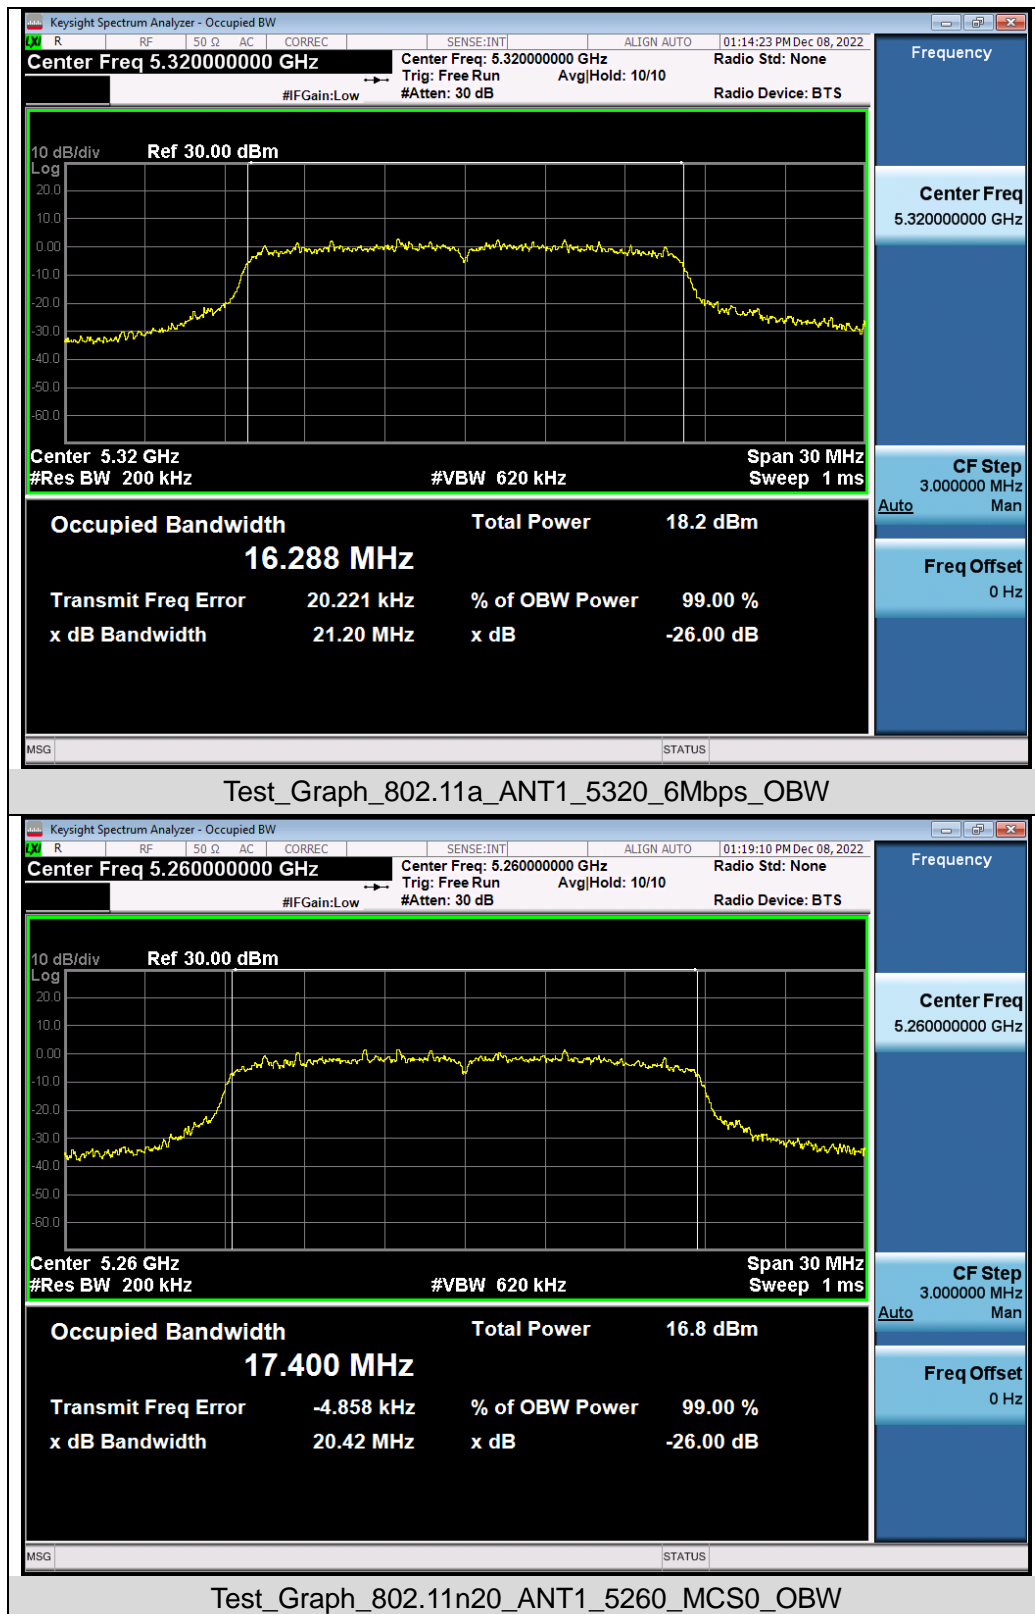 Keysight Spectrum Analyzer - Occupied BW
LXI R RF 50 Ω AC CORREC SENSE:INT ALIGN AUTO 01:14:23 PM Dec 08, 2022
Center Freq 5.320000000 GHz
Center Freq: 5.320000000 GHz Radio Std: None
Trig: Free Run Avg|Hold: 10/10
#IFGain:Low #Atten: 30 dB Radio Device: BTS
Frequency
10 dB/div Ref 30.00 dBm
Log
20.0
10.0
0.00
-10.0
-20.0
-30.0
-40.0
-50.0
-60.0
Center 5.32 GHz Span 30 MHz
#Res BW 200 kHz #VBW 620 kHz Sweep 1 ms
Center Freq
5.320000000 GHz
CF Step
3.000000 MHz
Auto Man
Freq Offset
0 Hz
Occupied Bandwidth Total Power 18.2 dBm
16.288 MHz
Transmit Freq Error 20.221 kHz % of OBW Power 99.00 %
x dB Bandwidth 21.20 MHz x dB -26.00 dB
MSG STATUS
Test_Graph_802.11a_ANT1_5320_6Mbps_OBW
Keysight Spectrum Analyzer - Occupied BW
LXI R RF 50 Ω AC CORREC SENSE:INT ALIGN AUTO 01:19:10 PM Dec 08, 2022
Center Freq 5.260000000 GHz
Center Freq: 5.260000000 GHz Radio Std: None
Trig: Free Run Avg|Hold: 10/10
#IFGain:Low #Atten: 30 dB Radio Device: BTS
Frequency
10 dB/div Ref 30.00 dBm
Log
20.0
10.0
0.00
-10.0
-20.0
-30.0
-40.0
-50.0
-60.0
Center 5.26 GHz Span 30 MHz
#Res BW 200 kHz #VBW 620 kHz Sweep 1 ms
Center Freq
5.260000000 GHz
CF Step
3.000000 MHz
Auto Man
Freq Offset
0 Hz
Occupied Bandwidth Total Power 16.8 dBm
17.400 MHz
Transmit Freq Error -4.858 kHz % of OBW Power 99.00 %
x dB Bandwidth 20.42 MHz x dB -26.00 dB
MSG STATUS
Test_Graph_802.11n20_ANT1_5260_MCS0_OBW